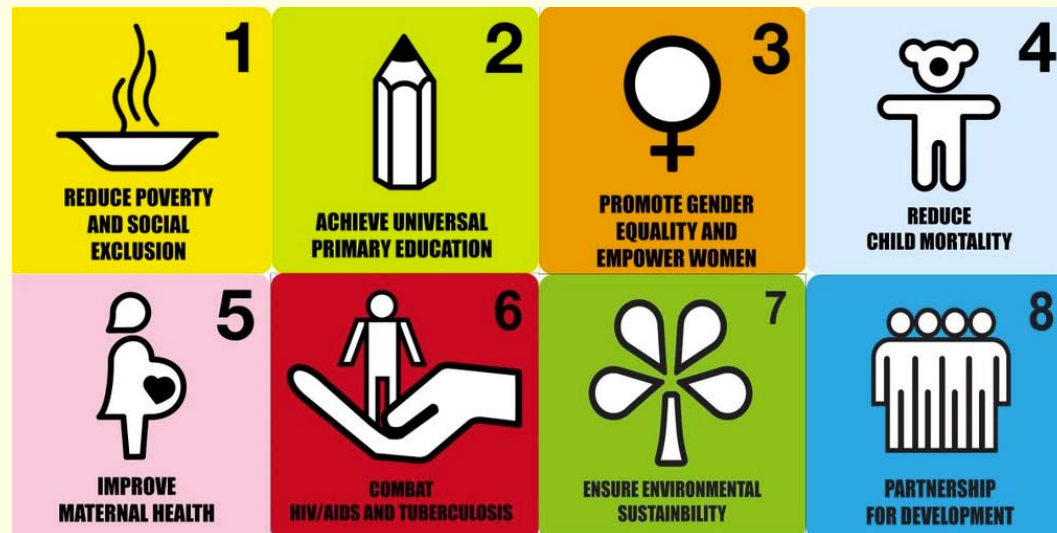 1
REDUCE POVERTY
AND SOCIAL
EXCLUSION
2
ACHIEVE UNIVERSAL
PRIMARY EDUCATION
3
PROMOTE GENDER
EQUALITY AND
EMPOWER WOMEN
4
REDUCE
CHILD MORTALITY
5
IMPROVE
MATERNAL HEALTH
6
COMBAT
HIV/AIDS AND TUBERCULOSIS
7
ENSURE ENVIRONMENTAL
SUSTAINBILITY
8
PARTNERSHIP
FOR DEVELOPMENT